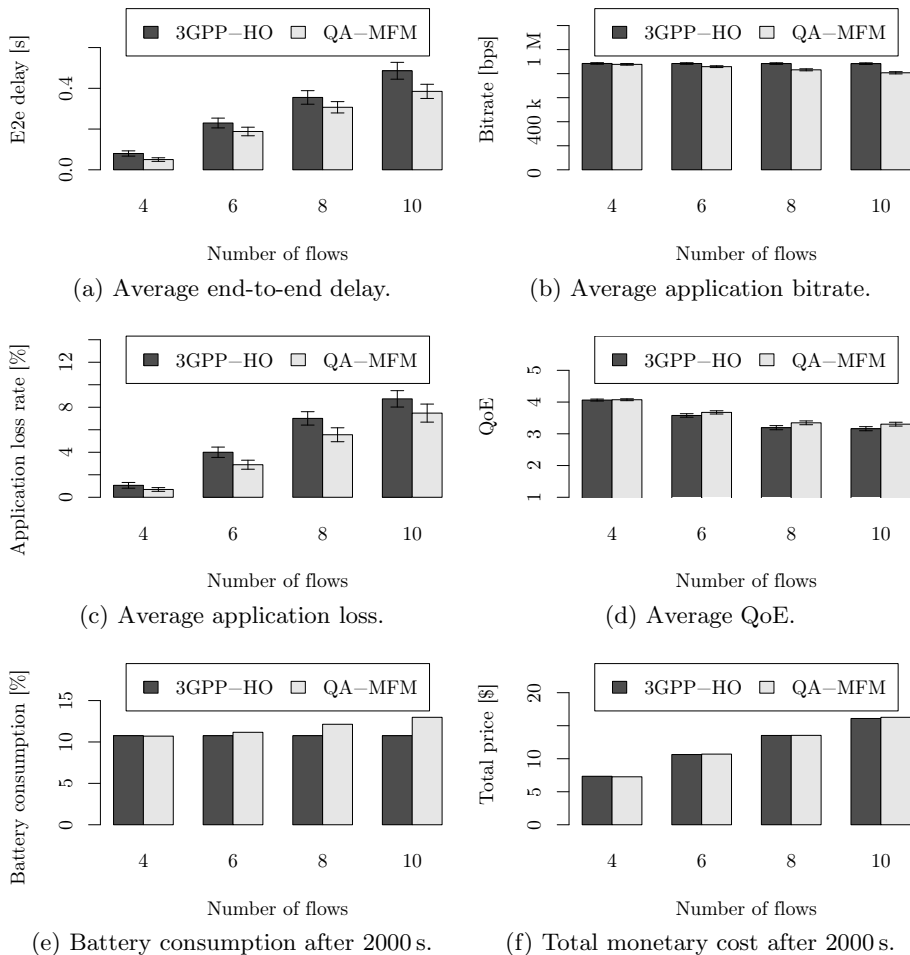 3GPP−HO QA−MFM
E2e delay [s]
0.4
0.0
4 6 8 10
Number of flows
(a) Average end-to-end delay.
3GPP−HO QA−MFM
Bitrate [bps]
1 M
400 k
0
4 6 8 10
Number of flows
(b) Average application bitrate.
3GPP−HO QA−MFM
Application loss rate [%]
12
8
4
0
4 6 8 10
Number of flows
(c) Average application loss.
3GPP−HO QA−MFM
QoE
5
4
3
2
1
4 6 8 10
Number of flows
(d) Average QoE.
3GPP−HO QA−MFM
Battery consumption [%]
15
10
5
0
4 6 8 10
Number of flows
(e) Battery consumption after 2000 s.
3GPP−HO QA−MFM
Total price [$]
20
10
5
0
4 6 8 10
Number of flows
(f) Total monetary cost after 2000 s.